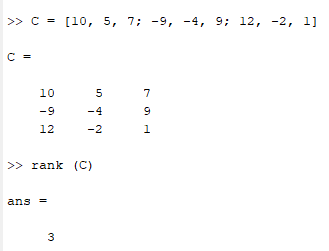 >> C = [10, 5, 7; -9, -4, 9; 12, -2, 1]
C =
10 5 7
-9 -4 9
12 -2 1
>> rank (C)
ans =
3